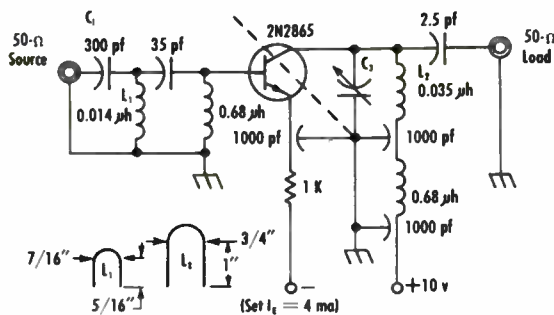 C₁
2N2865
2.5 pf
50-Ω
Source
300 pf
35 pf
50-Ω
Load
C₂
L₂
0.035 μh
L₁
0.014 μh
0.68 μh
1000 pf
1000 pf
1 K
0.68 μh
1000 pf
7/16"
L₁
L₂
3/4"
1"
5/16"
−
+10 v
(Set Iᴇ = 4 ma)